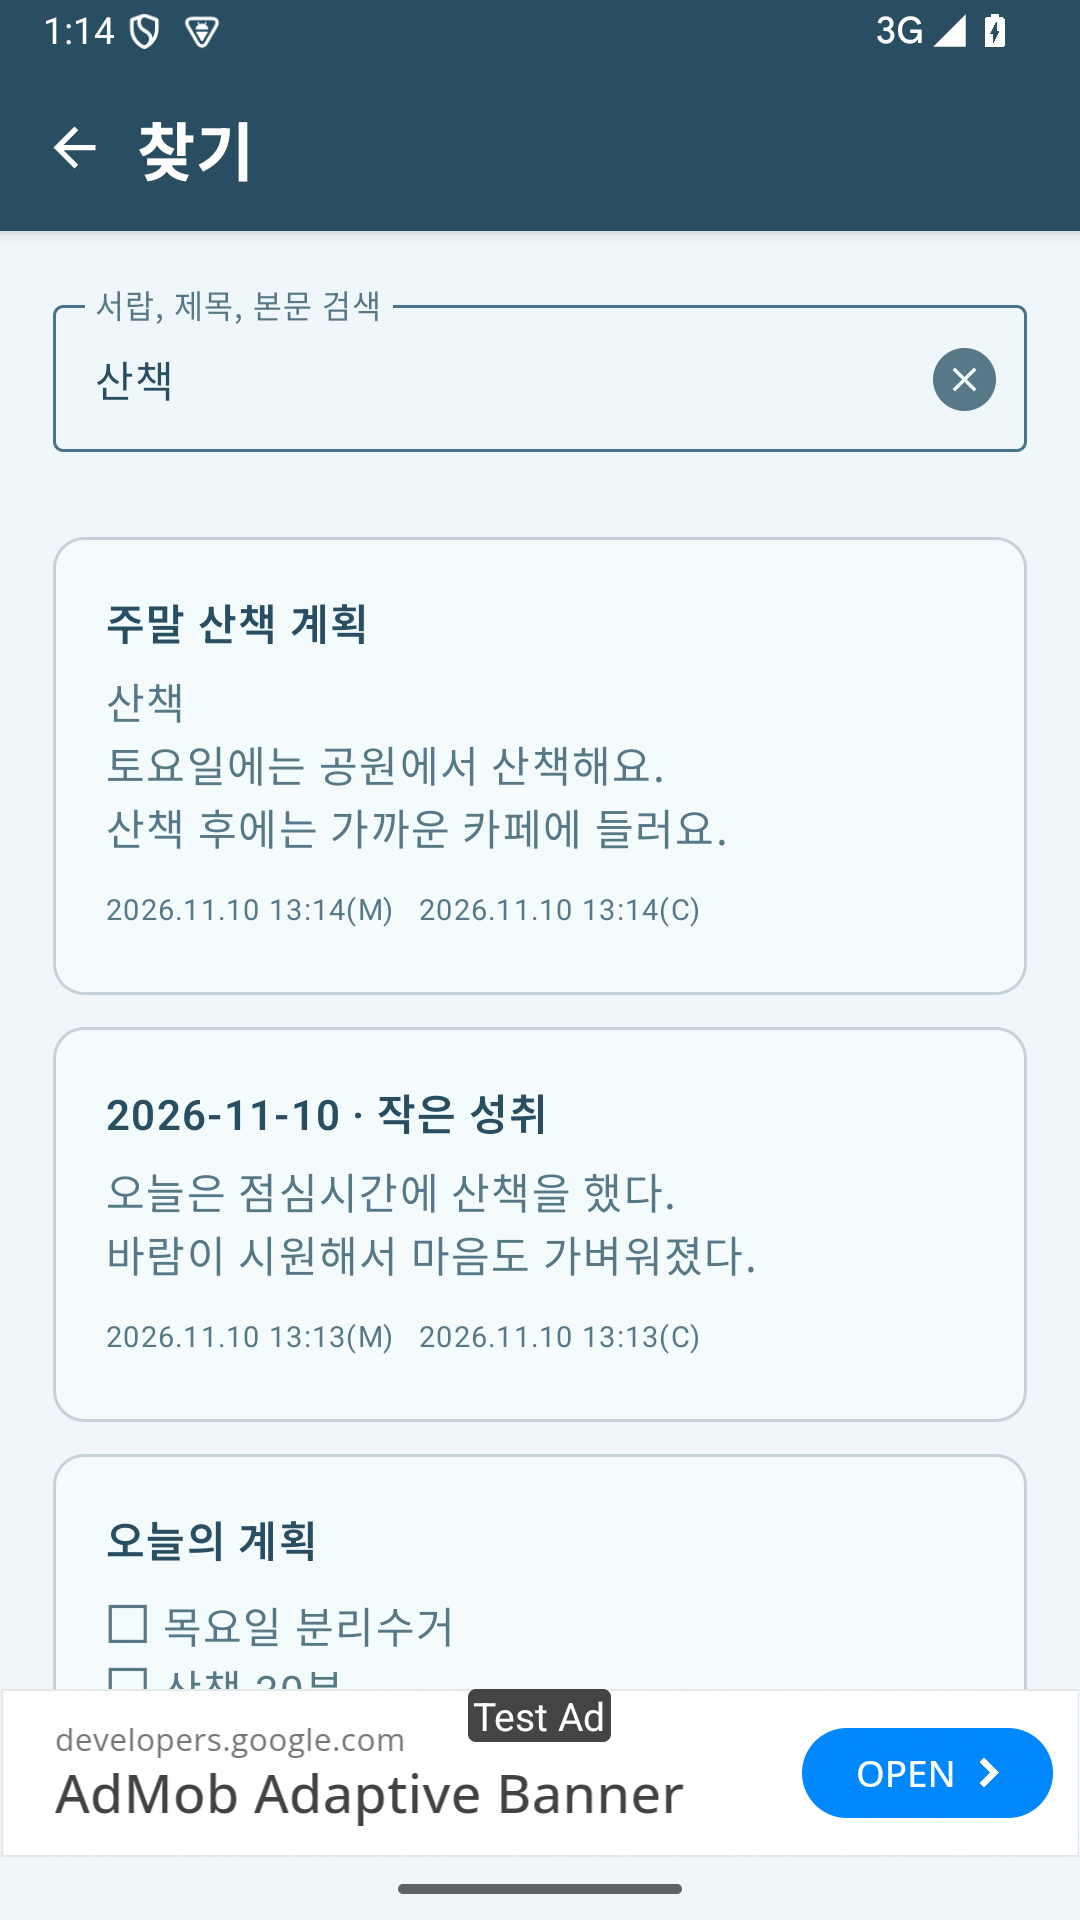 1:14
3G
찾기
서랍, 제목, 본문 검색
산책
주말 산책 계획
산책
토요일에는 공원에서 산책해요.
산책 후에는 가까운 카페에 들러요.
2026.11.10 13:14(M) 2026.11.10 13:14(C)
2026-11-10 · 작은 성취
오늘은 점심시간에 산책을 했다.
바람이 시원해서 마음도 가벼워졌다.
2026.11.10 13:13(M) 2026.11.10 13:13(C)
오늘의 계획
☐ 목요일 분리수거
☐ 산책 30분
Test Ad
developers.google.com
AdMob Adaptive Banner
OPEN